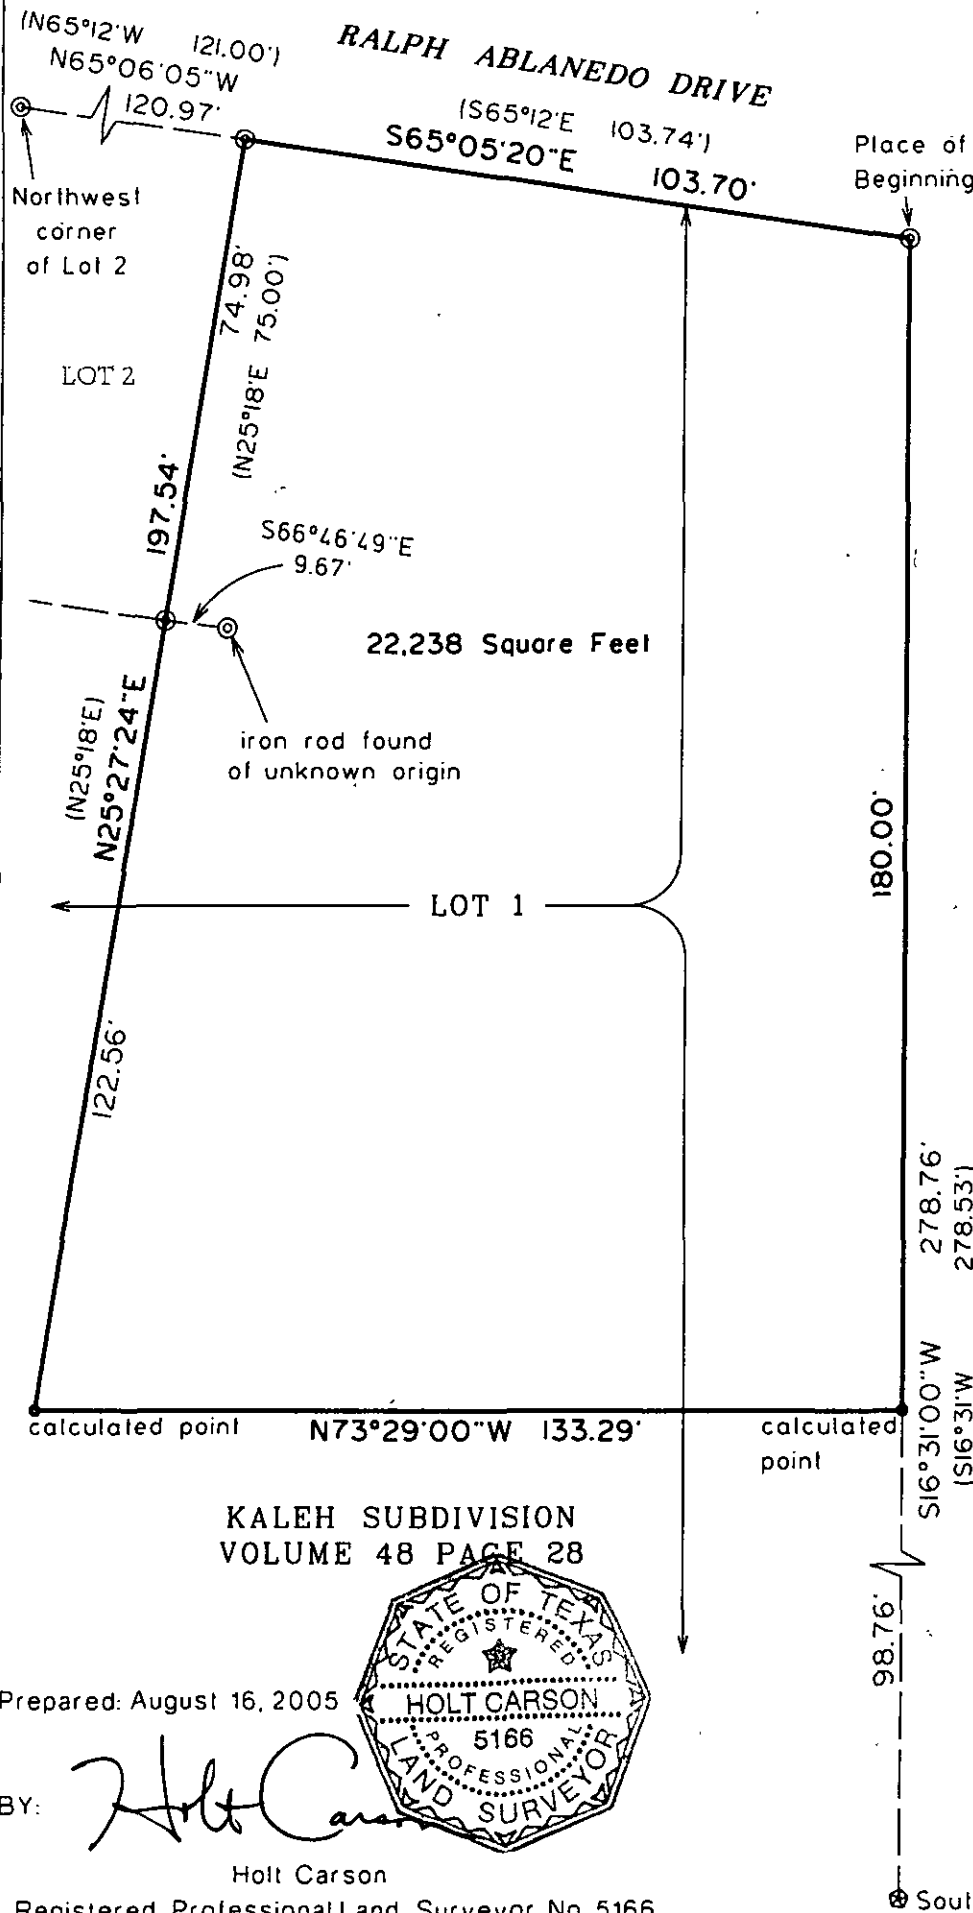 (N65°12'W 121.00')
N65°06'05"W
120.97'
RALPH ABLANEDO DRIVE
(S65°12'E 103.74')
S65°05'20"E
103.70'
Place of
Beginning
Northwest
corner
of Lot 2
LOT 2
74.98'
(N25°18'E 75.00')
197.54'
S66°46'49"E
9.67'
22,238 Square Feet
iron rod found
of unknown origin
(N25°18'E)
N25°27'24"E
180.00'
LOT 1
122.56'
S16°31'00"W 278.76'
(S16°31'W 278.53')
calculated point
N73°29'00"W 133.29'
calculated
point
KALEH SUBDIVISION
VOLUME 48 PAGE 28
98.76'
STATE OF TEXAS
REGISTERED
HOLT CARSON
5166
PROFESSIONAL
LAND SURVEYOR
Prepared: August 16, 2005
BY:
Holt Carson
Holt Carson
Registered Professional Land Surveyor No. 5166
Sout